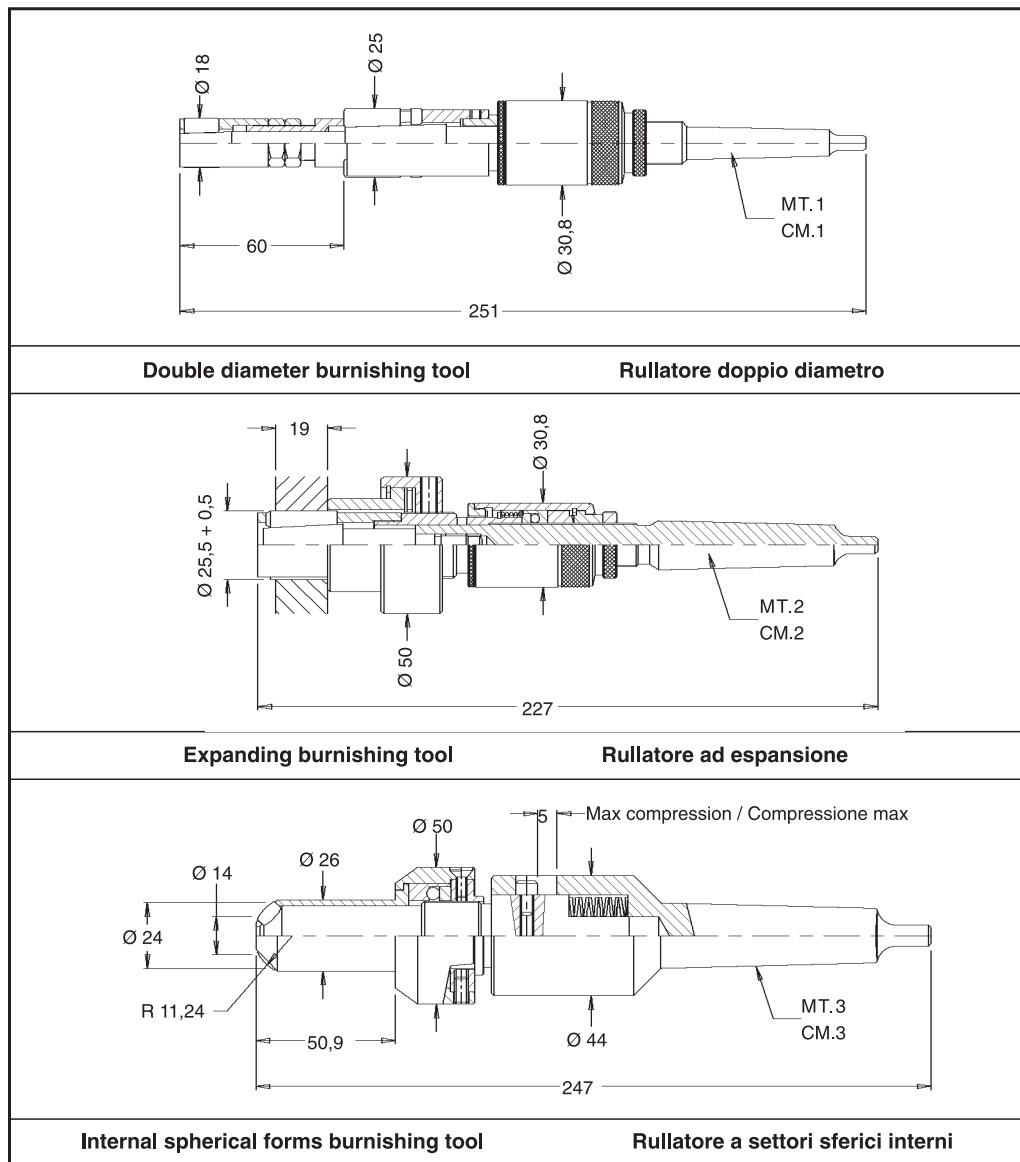 Ø 18
Ø 25
Ø 30,8
MT.1
CM.1
60
251
Double diameter burnishing tool Rullatore doppio diametro
19
Ø 30,8
Ø 25,5 + 0,5
Ø 50
MT.2
CM.2
227
Expanding burnishing tool Rullatore ad espansione
5 Max compression / Compressione max
Ø 50
Ø 26
Ø 14
Ø 24
R 11,24
50,9
Ø 44
MT.3
CM.3
247
Internal spherical forms burnishing tool Rullatore a settori sferici interni